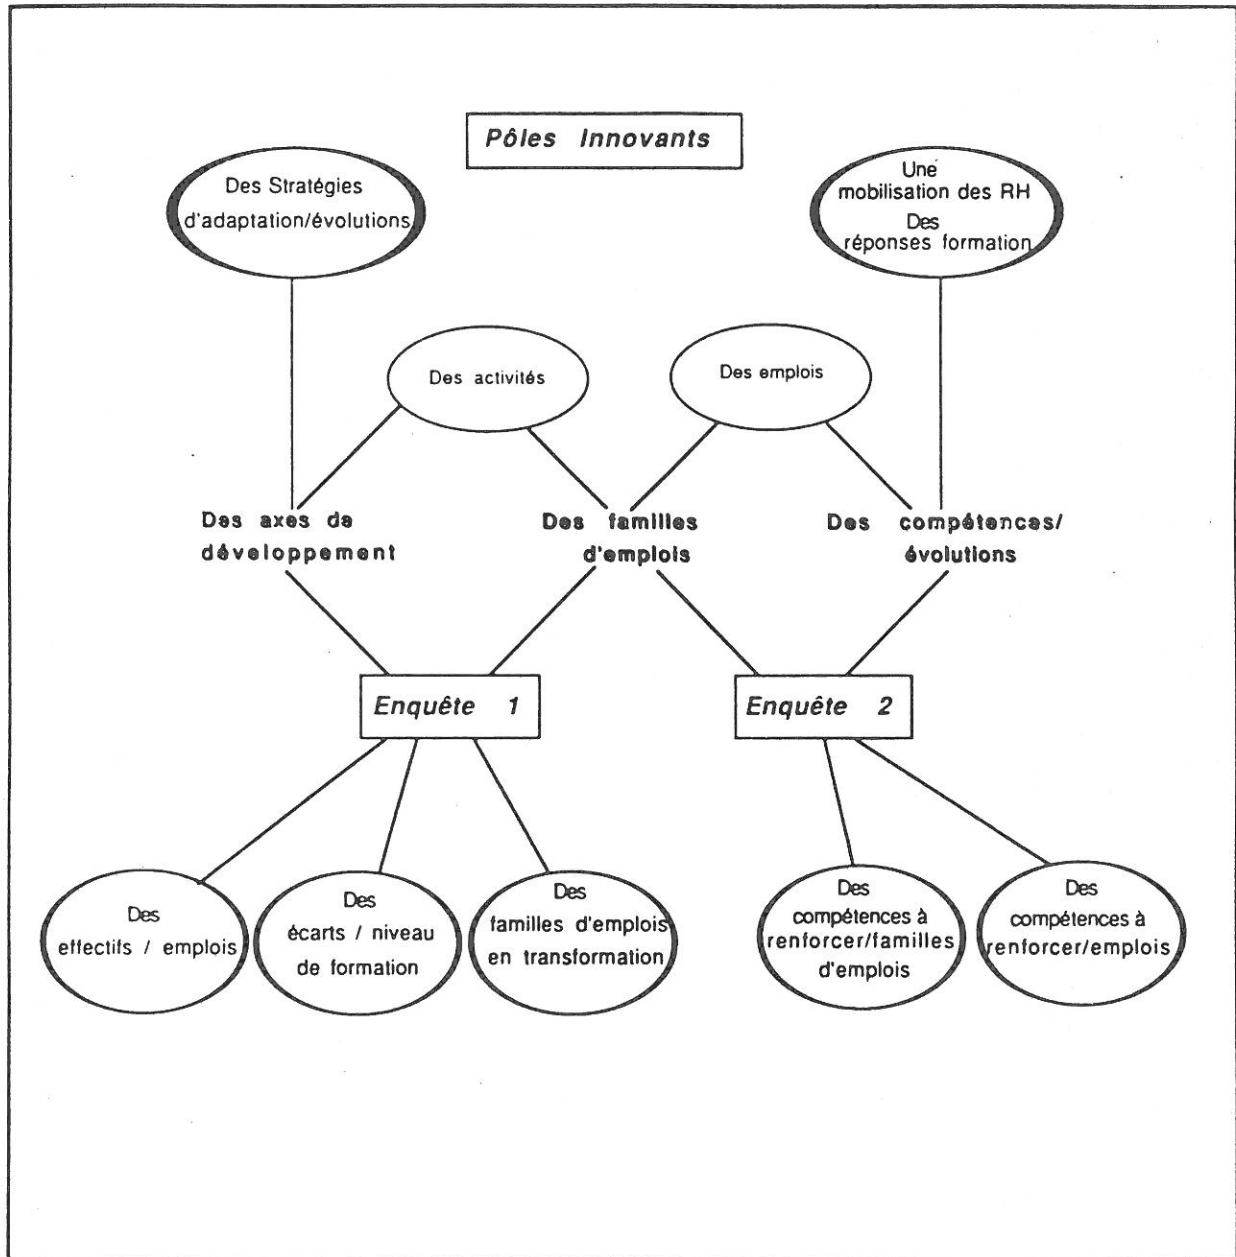 Pôles Innovants
Des Stratégies
d'adaptation/évolutions
Une
mobilisation des RH
Des
réponses formation
Des activités
Des emplois
Des axes de
développement
Des familles
d'emplois
Des compétences/
évolutions
Enquête 1
Enquête 2
Des
effectifs / emplois
Des
écarts / niveau
de formation
Des
familles d'emplois
en transformation
Des
compétences à
renforcer/familles
d'emplois
Des
compétences à
renforcer/emplois